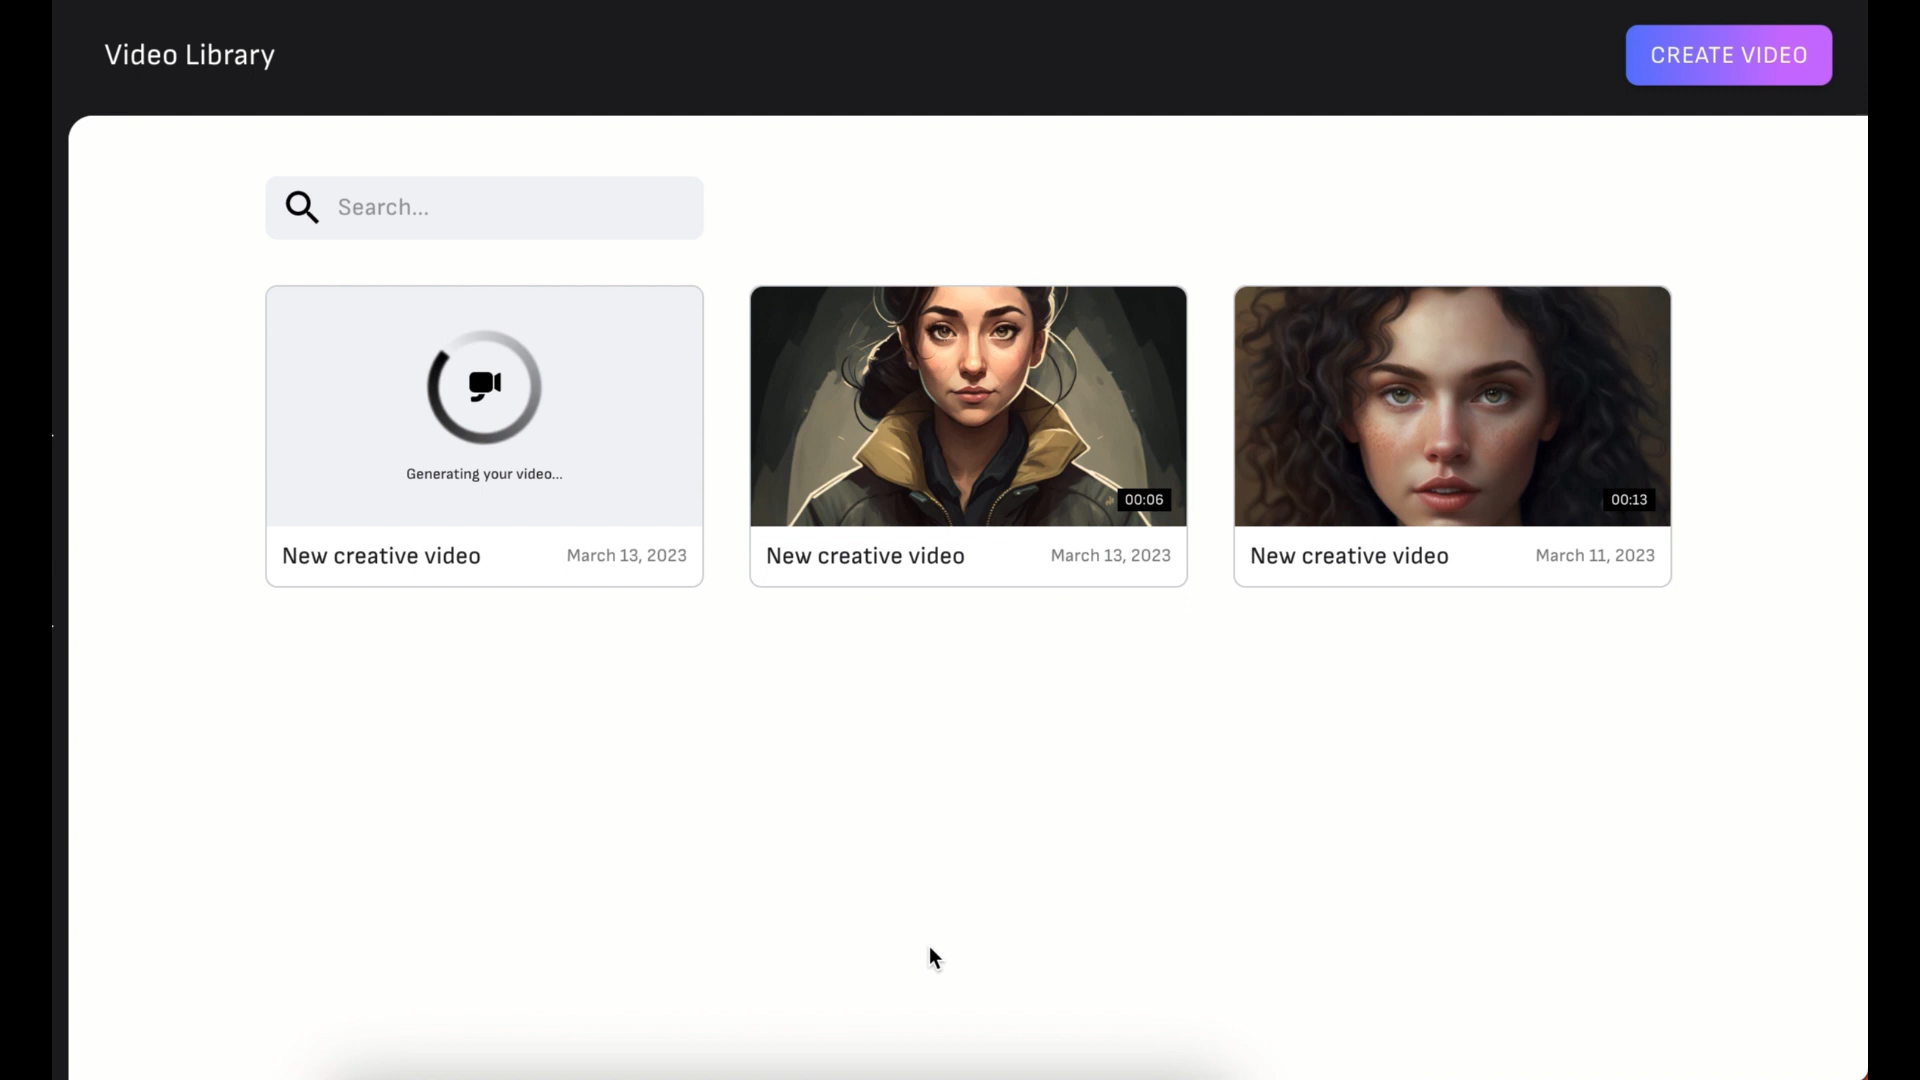 Video Library
CREATE VIDEO
Search...
Generating your video...
00:06
00:13
New creative video
March 13, 2023
New creative video
March 13, 2023
New creative video
March 11, 2023